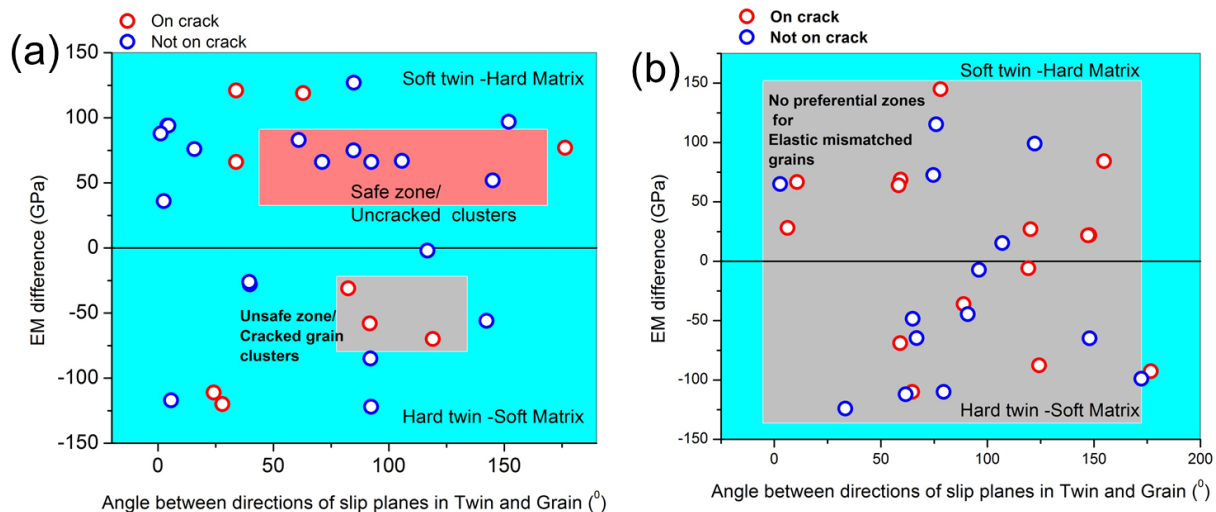 (a)
On crack
Not on crack
150
100
50
0
-50
-100
-150
EM difference (GPa)
Soft twin -Hard Matrix
Safe zone/
Uncracked clusters
Unsafe zone/
Cracked grain
clusters
Hard twin -Soft Matrix
0
50
100
150
Angle between directions of slip planes in Twin and Grain (⁰)
(b)
On crack
Not on crack
150
100
50
0
-50
-100
-150
EM difference (GPa)
Soft twin -Hard Matrix
No preferential zones
for
Elastic mismatched
grains
Hard twin -Soft Matrix
0
50
100
150
200
Angle between directions of slip planes in Twin and Grain (⁰)